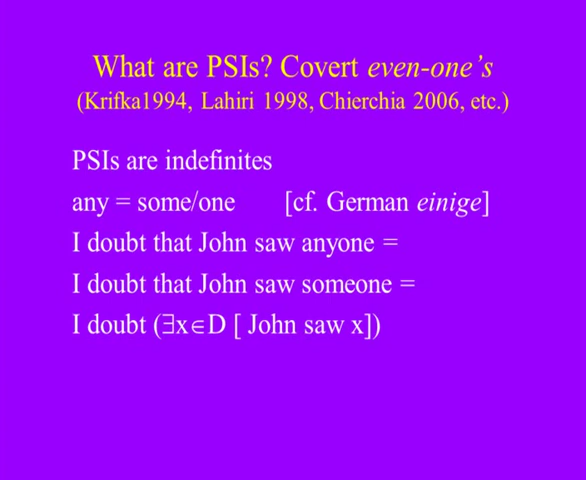 What are PSIs? Covert even-one's
(Krifka1994, Lahiri 1998, Chierchia 2006, etc.)
PSIs are indefinites
any = some/one [cf. German einige]
I doubt that John saw anyone =
I doubt that John saw someone =
I doubt (∃x∈D [ John saw x])